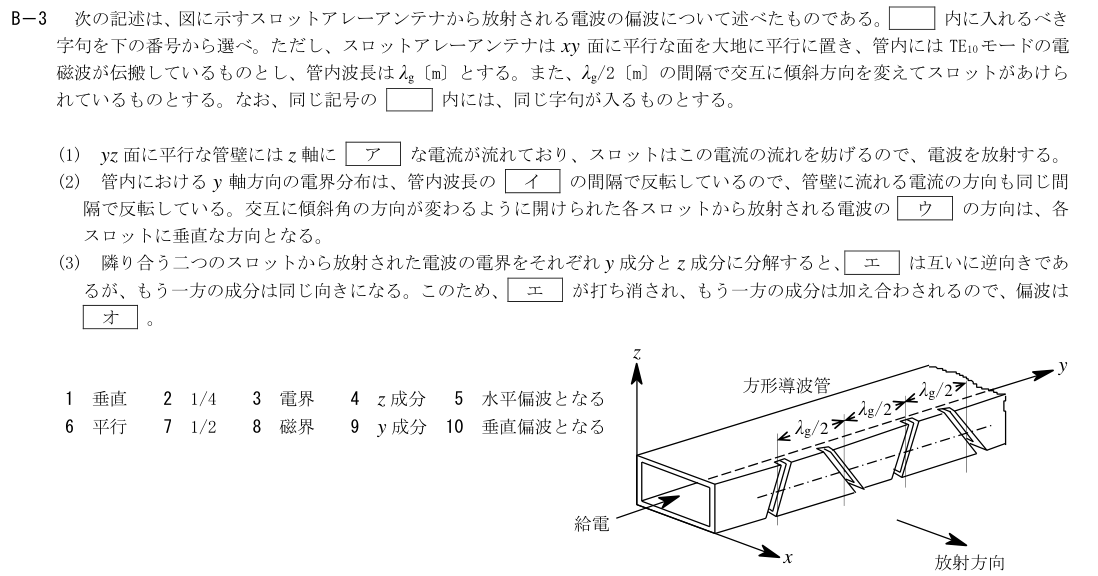 B－3　次の記述は、図に示すスロットアレーアンテナから放射される電波の偏波について述べたものである。　　　内に入れるべき
字句を下の番号から選べ。ただし、スロットアレーアンテナは xy 面に平行な面を大地に平行に置き、管内には TE₁₀モードの電
磁波が伝搬しているものとし、管内波長は λg〔m〕とする。また、λg/2〔m〕の間隔で交互に傾斜方向を変えてスロットがあけら
れているものとする。なお、同じ記号の　　　内には、同じ字句が入るものとする。
(1)　yz 面に平行な管壁には z 軸に　ア　な電流が流れており、スロットはこの電流の流れを妨げるので、電波を放射する。
(2)　管内における y 軸方向の電界分布は、管内波長の　イ　の間隔で反転しているので、管壁に流れる電流の方向も同じ間
隔で反転している。交互に傾斜角の方向が変わるように開けられた各スロットから放射される電波の　ウ　の方向は、各
スロットに垂直な方向となる。
(3)　隣り合う二つのスロットから放射された電波の電界をそれぞれ y 成分と z 成分に分解すると、　エ　は互いに逆向きであ
るが、もう一方の成分は同じ向きになる。このため、　エ　が打ち消され、もう一方の成分は加え合わされるので、偏波は
オ　。
1　垂直　2　1/4　3　電界　4　z 成分　5　水平偏波となる
6　平行　7　1/2　8　磁界　9　y 成分　10　垂直偏波となる
z
y
方形導波管
λg/2
λg/2
λg/2
給電
x
放射方向